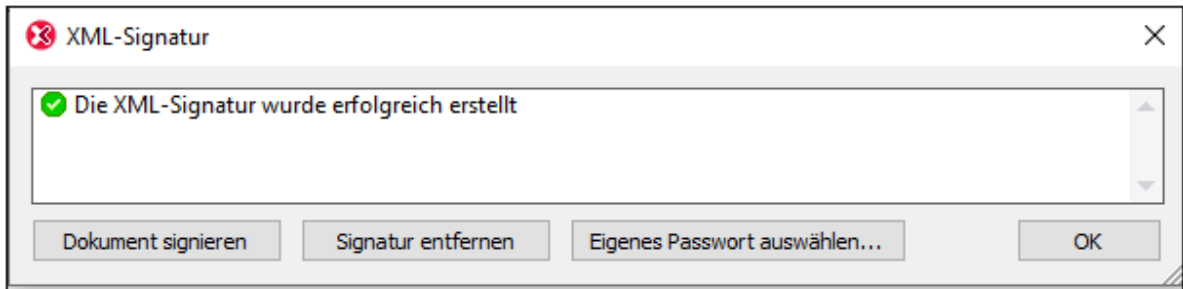 XML-Signatur
Die XML-Signatur wurde erfolgreich erstellt
Dokument signieren Signatur entfernen Eigenes Passwort auswählen... OK